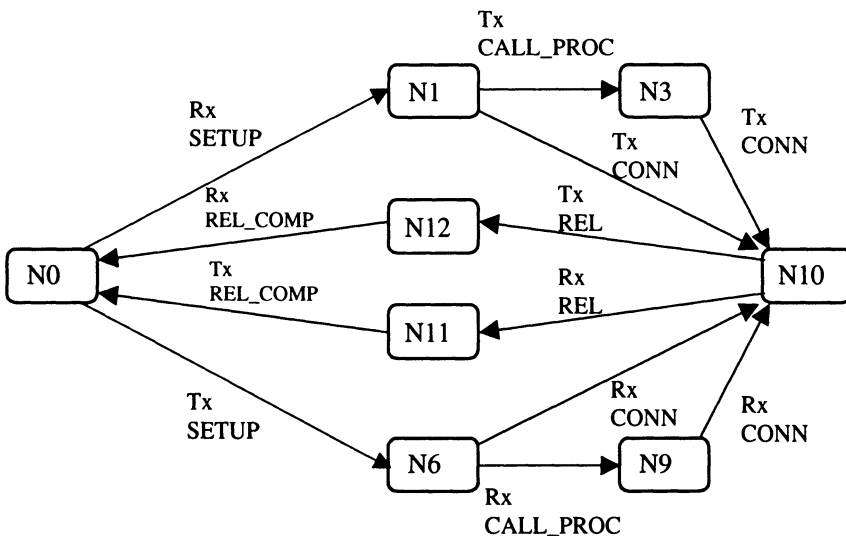 Tx
CALL_PROC
N1
N3
Rx
SETUP
Tx
CONN
Tx
CONN
Rx
REL_COMP
N12
Tx
REL
N0
N10
Tx
REL_COMP
N11
Rx
REL
Tx
SETUP
Rx
CONN
Rx
CONN
N6
N9
Rx
CALL_PROC